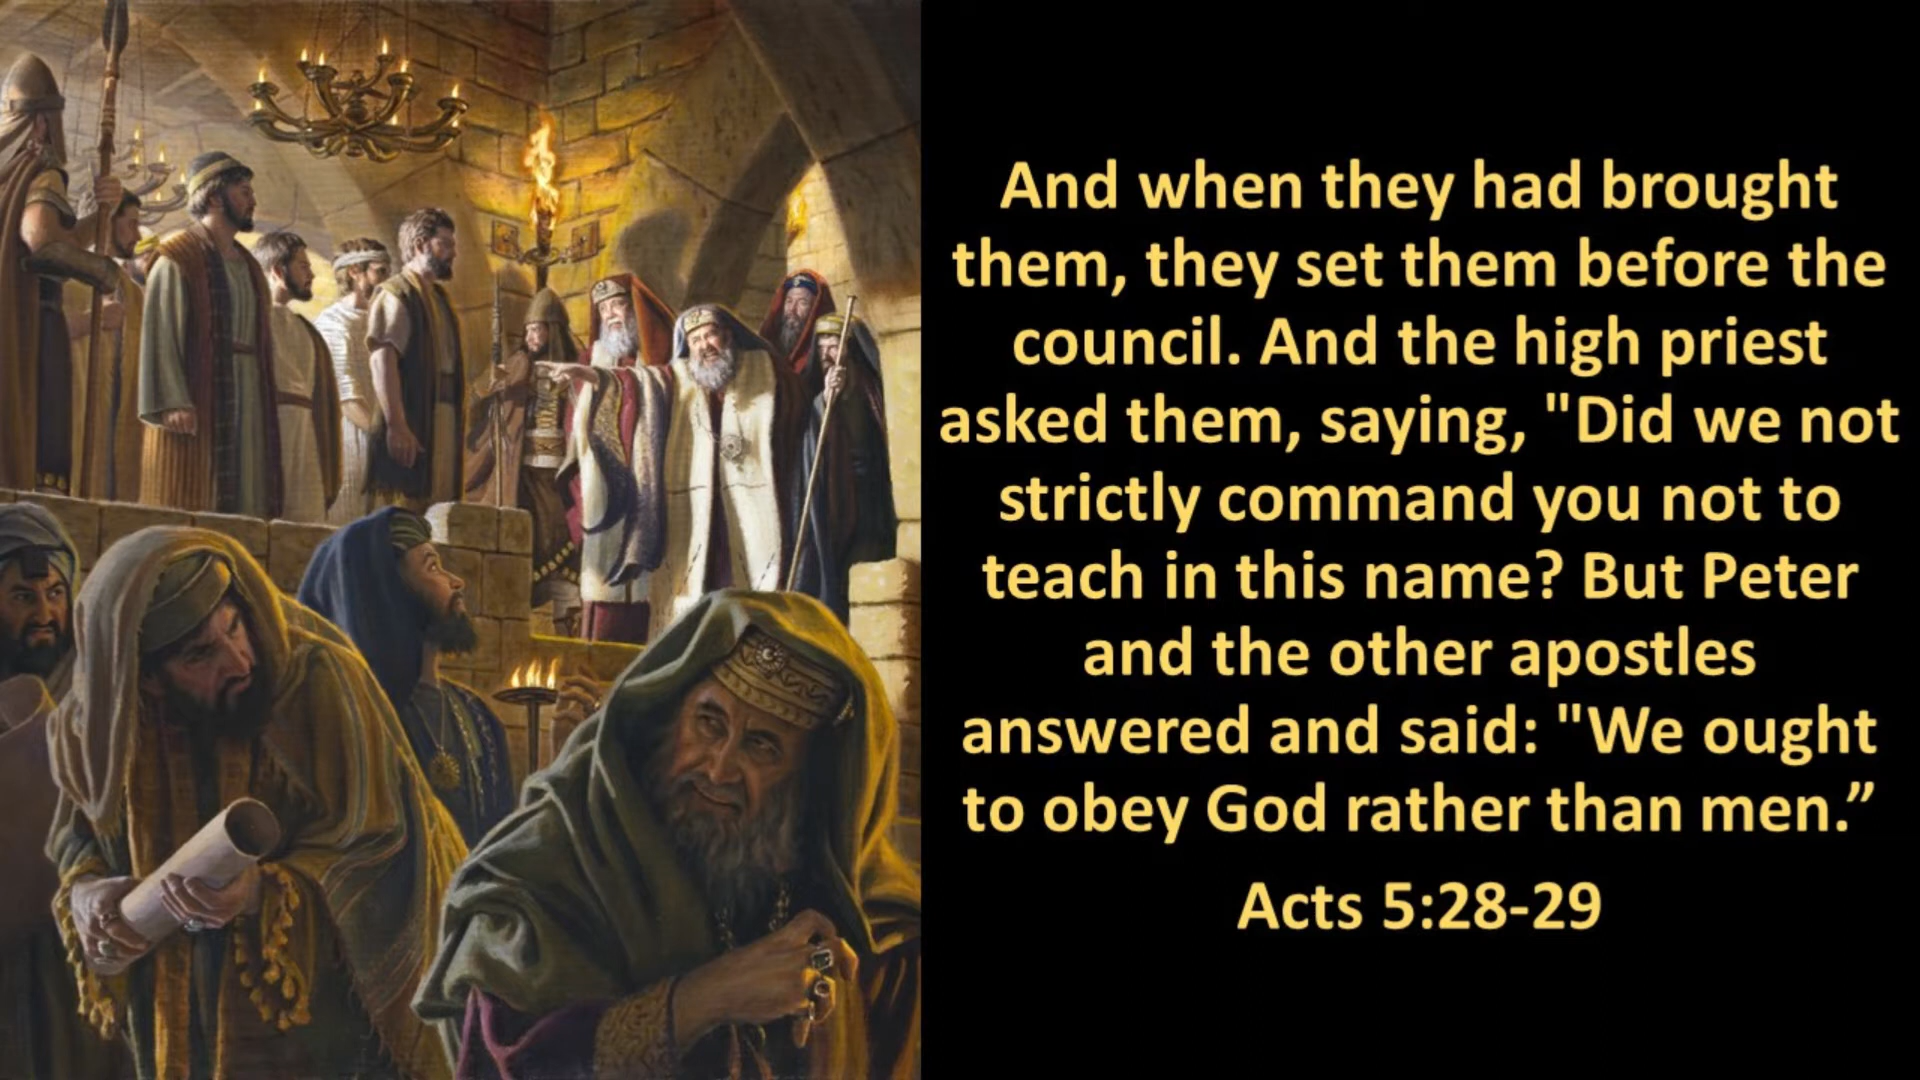 And when they had brought
them, they set them before the
council. And the high priest
asked them, saying, "Did we not
strictly command you not to
teach in this name? But Peter
and the other apostles
answered and said: "We ought
to obey God rather than men.”
Acts 5:28-29